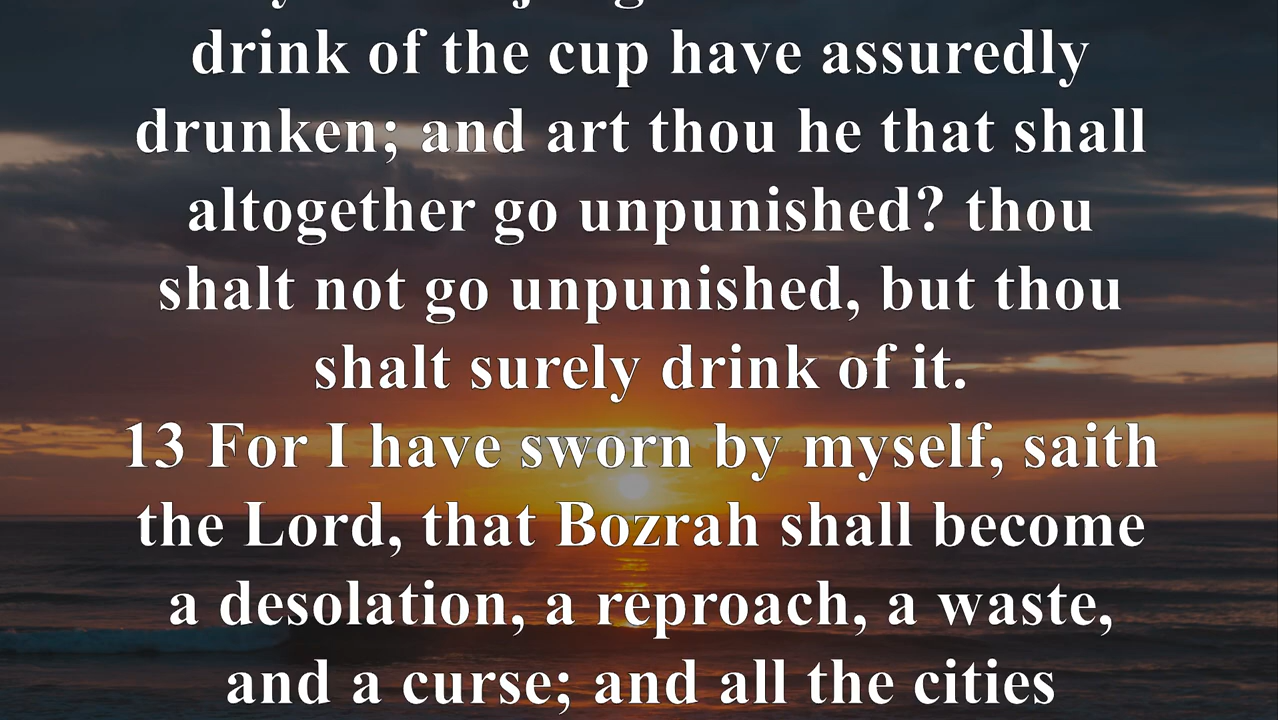 drink of the cup have assuredly
drunken; and art thou he that shall
altogether go unpunished? thou
shalt not go unpunished, but thou
shalt surely drink of it.
13 For I have sworn by myself, saith
the Lord, that Bozrah shall become
a desolation, a reproach, a waste,
and a curse; and all the cities